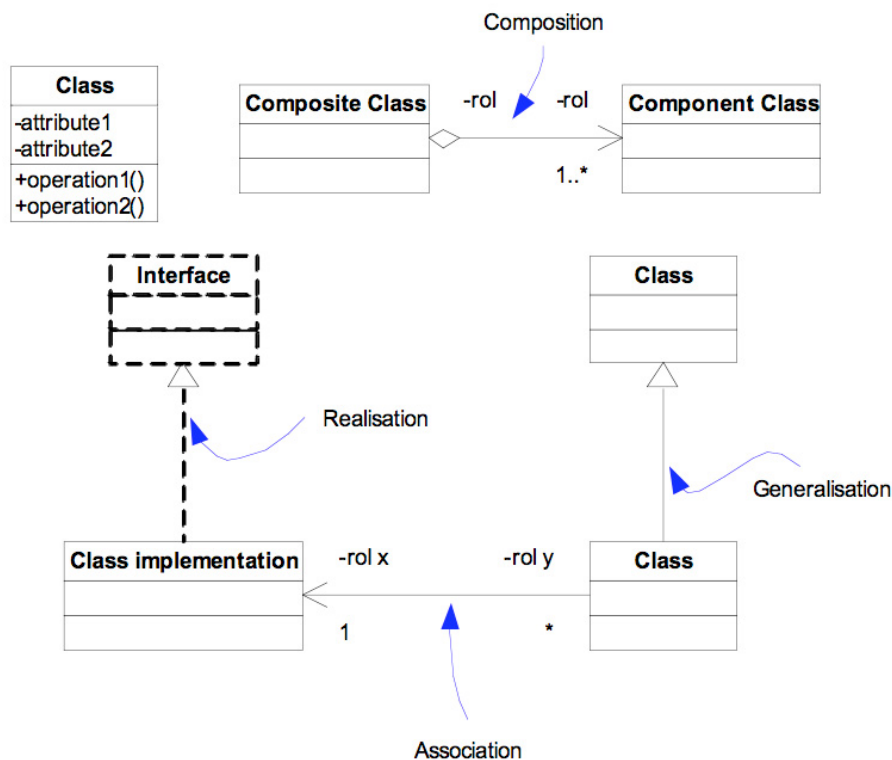 Composition
Class
-attribute1
-attribute2
+operation1()
+operation2()
Composite Class
-rol
-rol
1..*
Component Class
Interface
Class
Realisation
Generalisation
Class implementation
-rol x
-rol y
1
*
Class
Association